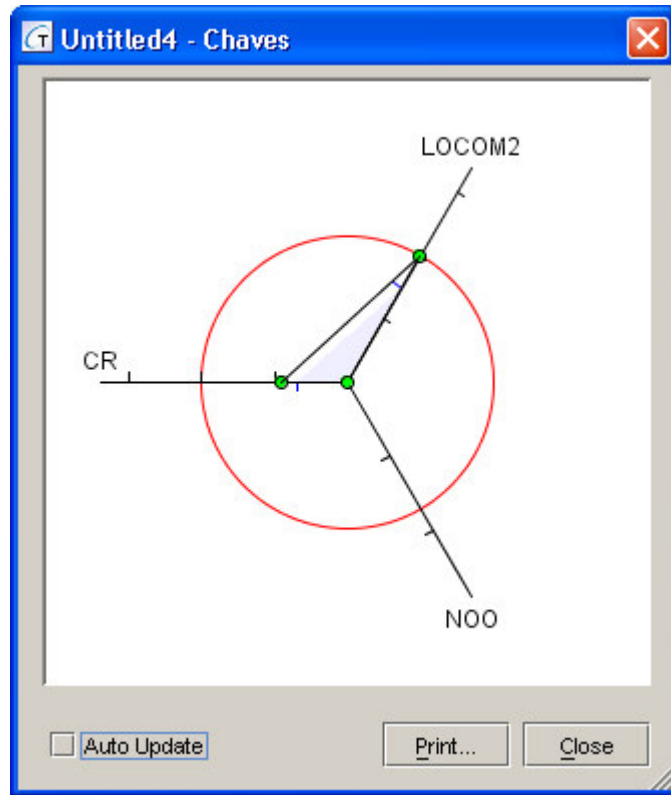 Untitled4 - Chaves
LOCOM2
CR
NOO
Auto Update
Print...
Close